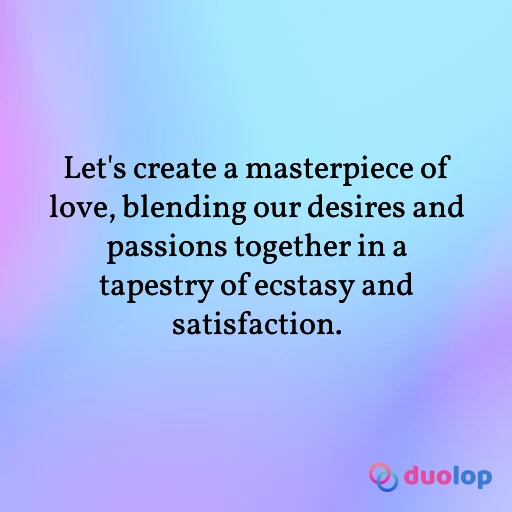 Let's create a masterpiece of
love, blending our desires and
passions together in a
tapestry of ecstasy and
satisfaction.
duolop